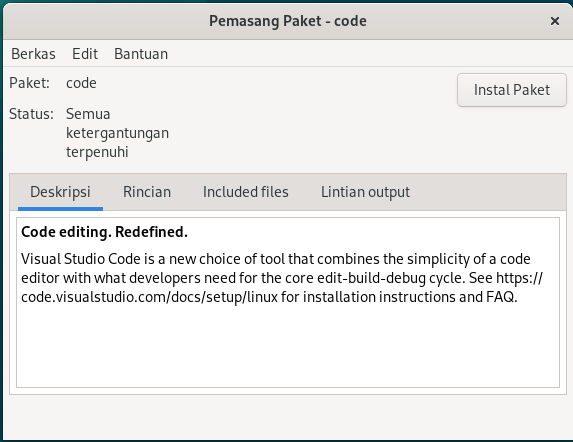 Pemasang Paket - code
×
Berkas Edit Bantuan
Paket: code
Instal Paket
Status: Semua
ketergantungan
terpenuhi
Deskripsi Rincian Included files Lintian output
Code editing. Redefined.
Visual Studio Code is a new choice of tool that combines the simplicity of a code
editor with what developers need for the core edit-build-debug cycle. See https://
code.visualstudio.com/docs/setup/linux for installation instructions and FAQ.